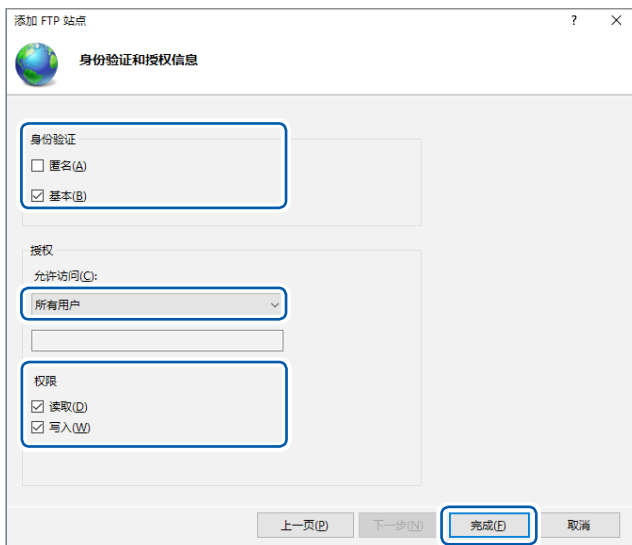 添加 FTP 站点
?
身份验证和授权信息
身份验证
匿名(A)
基本(B)
授权
允许访问(C):
所有用户
权限
读取(D)
写入(W)
上一页(P) 下一步(N) 完成(F) 取消